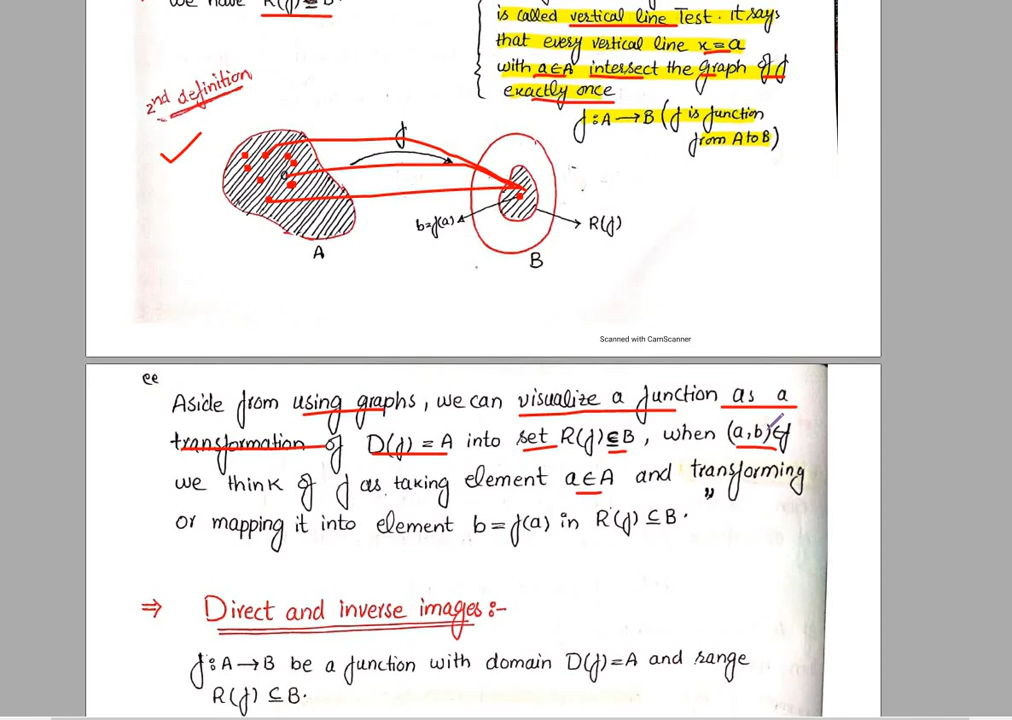 we have R(f) ⊆ B.
is called vertical line Test. it says
that every vertical line x=a
with a∈A intersect the graph of f
exactly once
f:A→B (f is function
from A to B)
2nd definition
f
b=f(a)
R(f)
A
B
Scanned with CamScanner
"
Aside from using graphs, we can visualize a function as a
transformation of D(f) = A into set R(f)⊆B, when (a,b)∈f
we think of f as taking element a∈A and transforming
or mapping it into element b=f(a) in R(f) ⊆B.
"
⇒ Direct and inverse images:-
f:A→B be a function with domain D(f)=A and range
R(f) ⊆B.